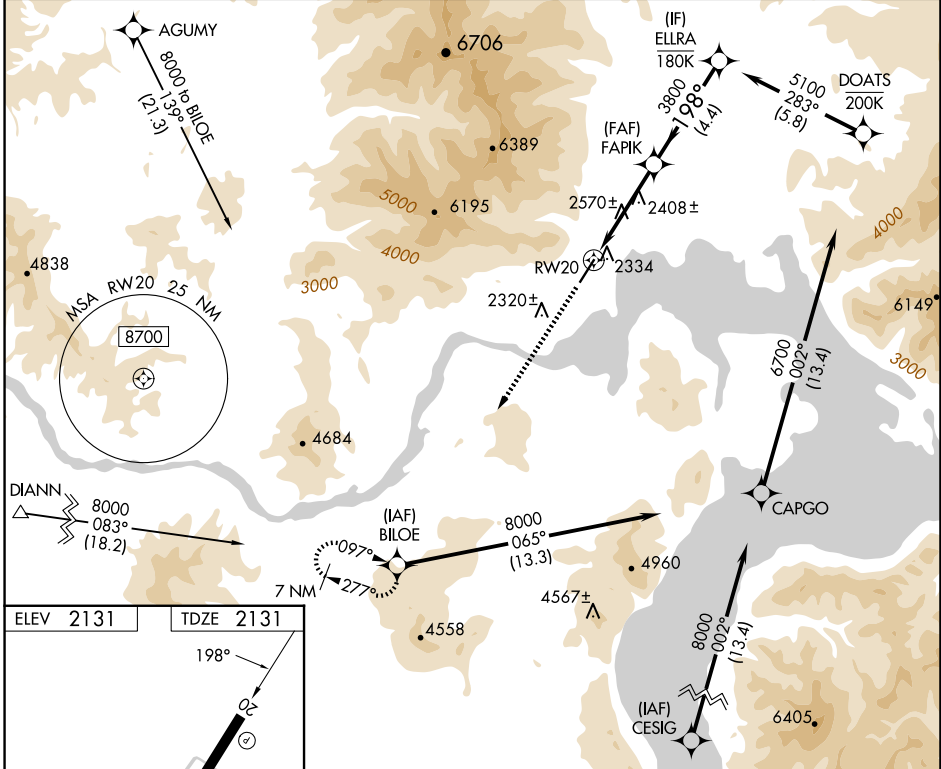 AGUMY
8000 to BILOE
139°
(21.3)
6706
6389
6195
5000
4000
3000
(IF)
ELLRA
180K
DOATS
200K
5100
283°
(5.8)
3800
198°
(4.4)
(FAF)
FAPIK
2570±
2408±
RW20
2334
2320±
4000
6149
3000
4838
MSA RW20 25 NM
8700
4684
6700
002°
(13.4)
CAPGO
DIANN
8000
083°
(18.2)
(IAF)
BILOE
097°
277°
7 NM
8000
065°
(13.3)
4960
4567±
4558
8000
002°
(13.4)
(IAF)
CESIG
6405
ELEV 2131
TDZE 2131
198°
20
P